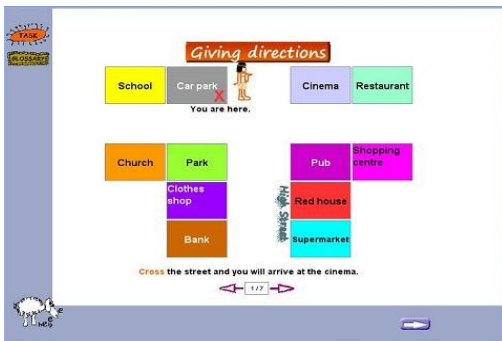 TASK
GLOSSARY
Giving directions
School
Car park
X
Cinema
Restaurant
You are here.
Church
Park
Pub
Shopping
centre
Clothes
shop
High Street
Red house
Bank
Supermarket
Cross the street and you will arrive at the cinema.
1 / 7